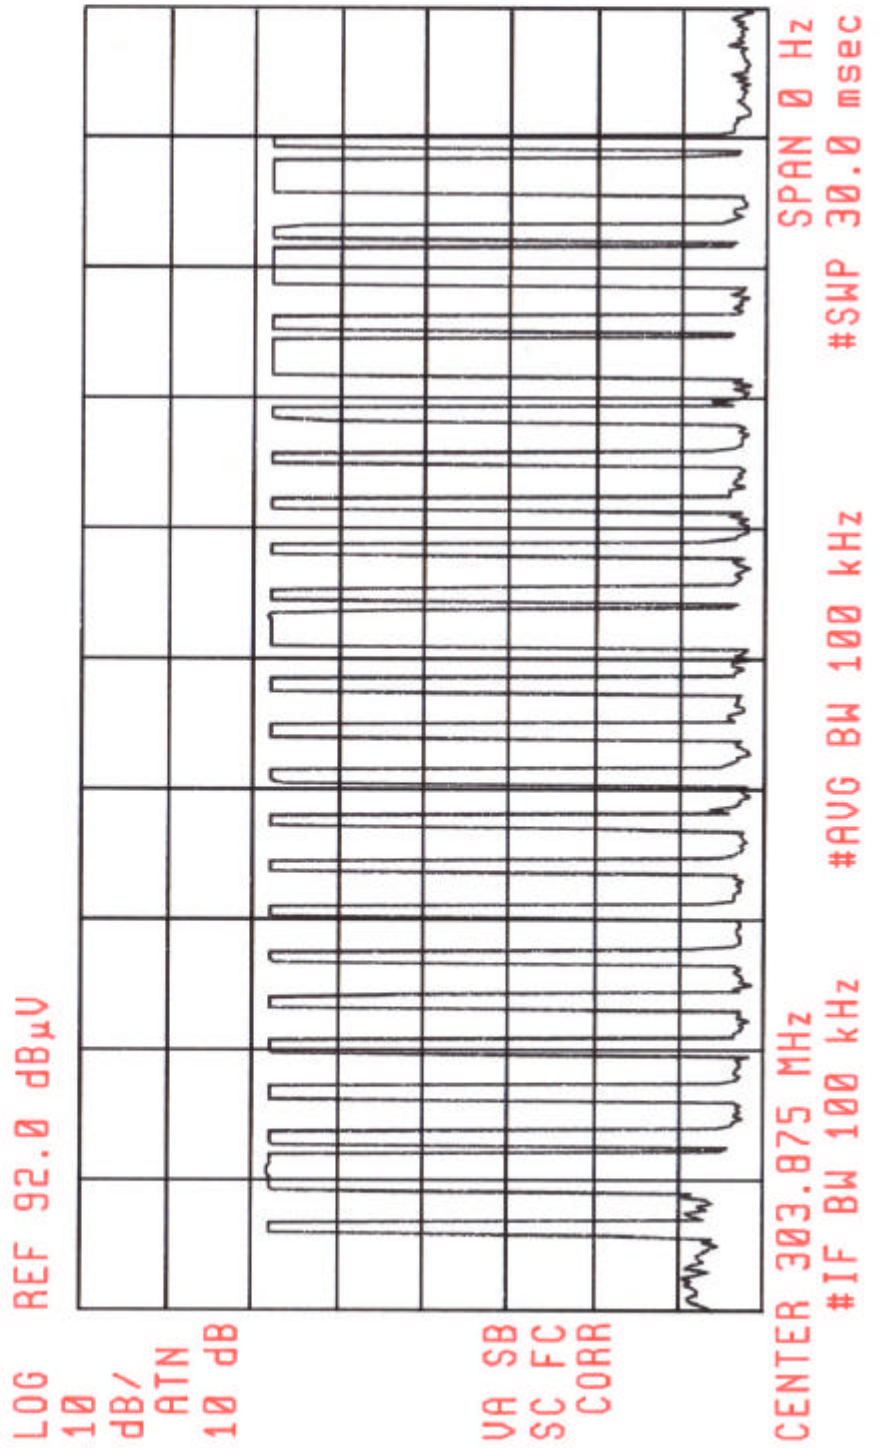 LOG REF 92.0 dBµV
10
dB/
ATN
10 dB
VA SB
SC FC
CORR
CENTER 303.875 MHz SPAN 0 Hz
#IF BW 100 kHz #AVG BW 100 kHz #SWP 30.0 msec